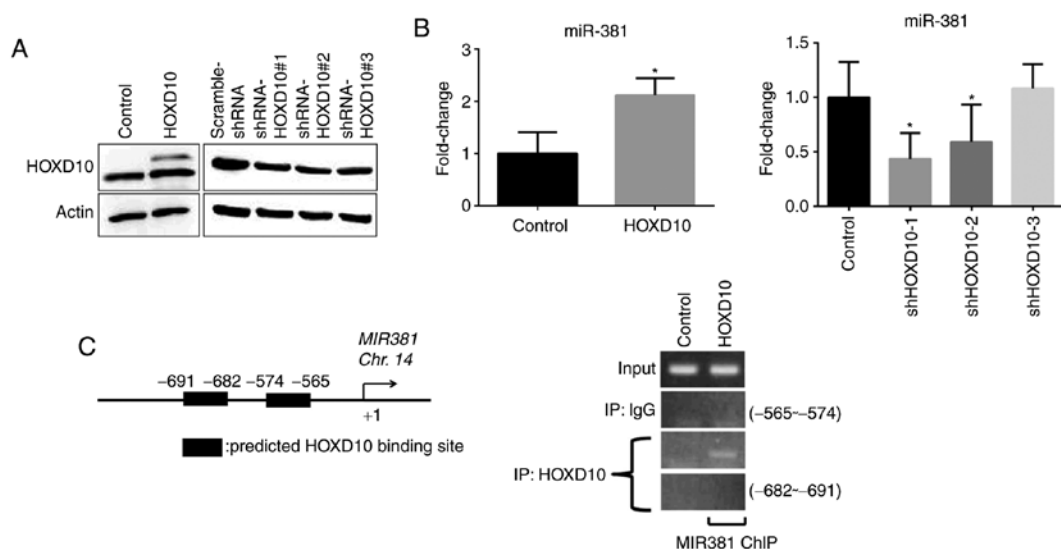 A
Control
HOXD10
Scramble-
shRNA
shRNA-
HOXD10#1
shRNA-
HOXD10#2
shRNA-
HOXD10#3
HOXD10
Actin
B
miR-381
Fold-change
3
2
1
0
*
Control
HOXD10
miR-381
Fold-change
1.5
1.0
0.5
0.0
*
*
Control
shHOXD10-1
shHOXD10-2
shHOXD10-3
C
MIR381
Chr. 14
−691 −682 −574 −565
+1
:predicted HOXD10 binding site
Control
HOXD10
Input
IP: IgG
(−565~−574)
IP: HOXD10
(−682~−691)
MIR381 ChIP